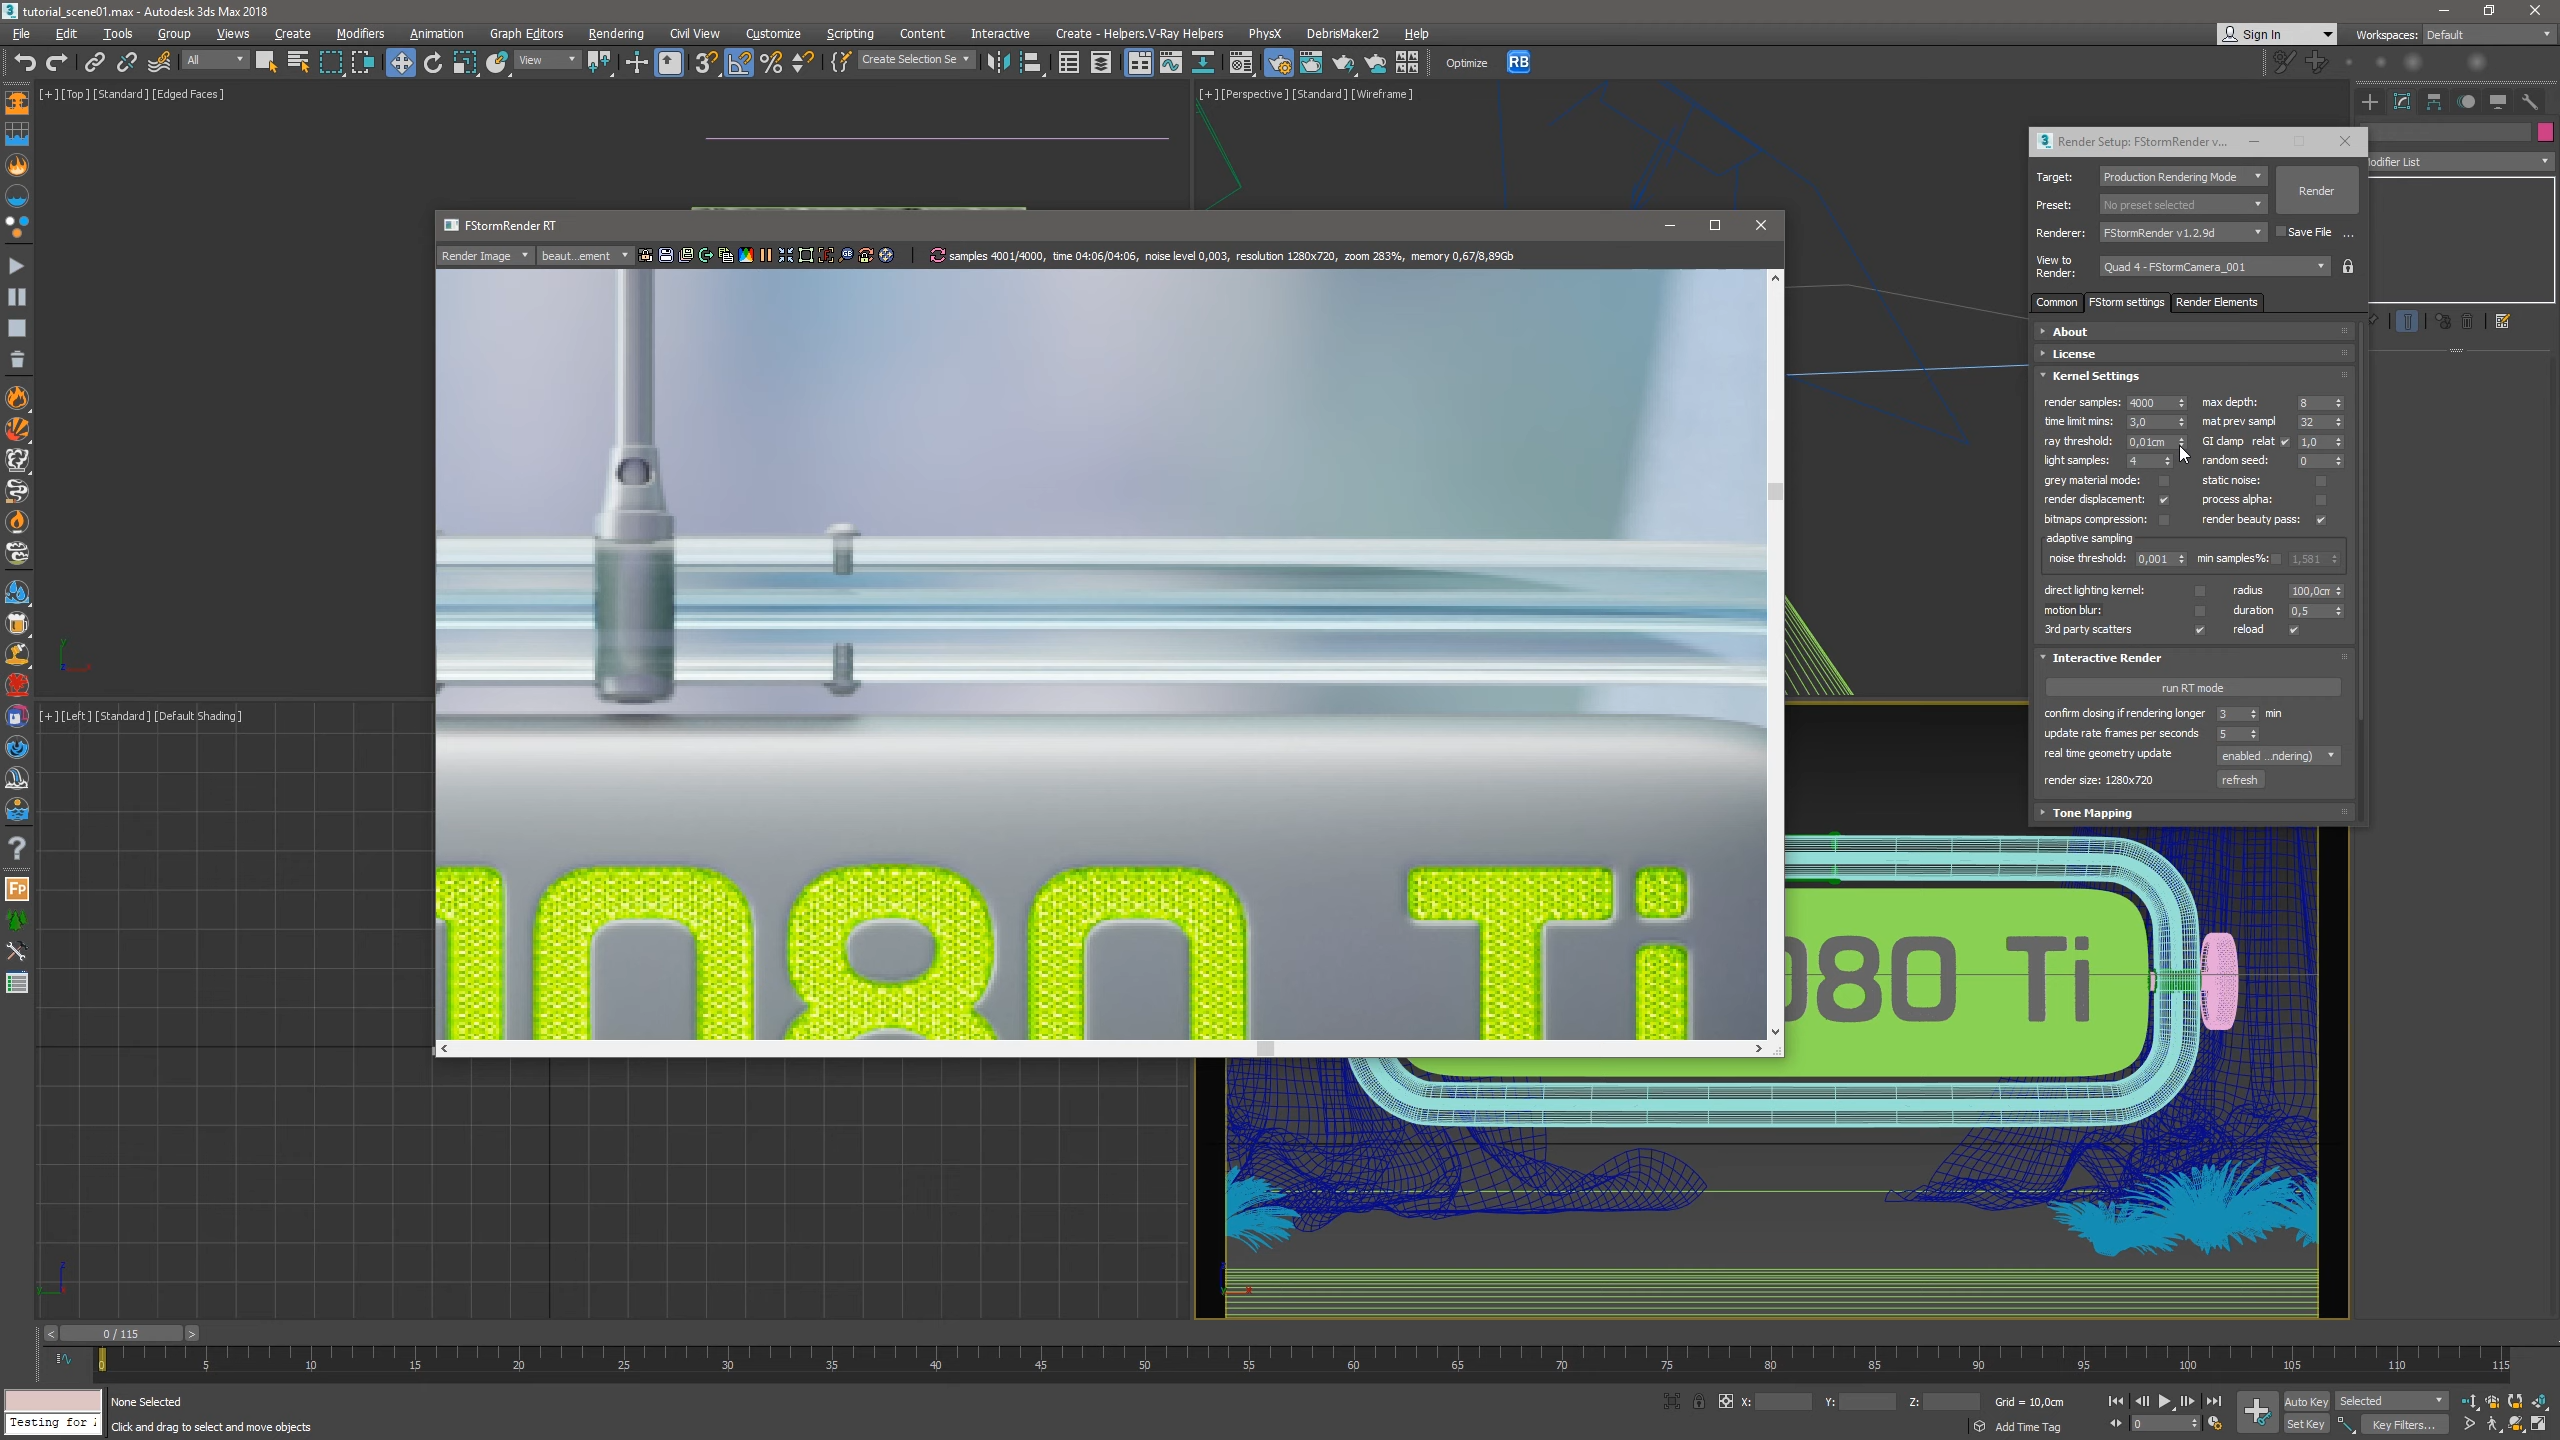 tutorial_scene01.max - Autodesk 3ds Max 2018
File Edit Tools Group Views Create Modifiers Animation Graph Editors Rendering Civil View Customize Scripting Content Interactive Create - Helpers.V-Ray Helpers PhysX DebrisMaker2 Help
Sign In
Workspaces: Default
All
View
Create Selection Se
Optimize
RB
[+] [Top] [Standard] [Edged Faces]
[+] [Perspective] [Standard] [Wireframe]
Render Setup: FStormRender v...
Modifier List
Target: Production Rendering Mode
Render
Preset: No preset selected
Renderer: FStormRender v1.2.9d
Save File ...
View to Render: Quad 4 - FStormCamera_001
Common FStorm settings Render Elements
About
License
Kernel Settings
render samples: 4000 max depth: 8
time limit mins: 3,0 mat prev sampl 32
ray threshold: 0,01cm GI clamp relat 1,0
light samples: 4 random seed: 0
grey material mode: static noise:
render displacement: process alpha:
bitmaps compression: render beauty pass:
adaptive sampling
noise threshold: 0,001 min samples%: 1,581
direct lighting kernel: radius 100,0cm
motion blur: duration 0,5
3rd party scatters reload
Interactive Render
run RT mode
confirm closing if rendering longer 3 min
update rate frames per seconds 5
real time geometry update enabled ...ndering)
render size: 1280x720 refresh
Tone Mapping
FStormRender RT
Render Image beaut...ement samples 4001/4000, time 04:06/04:06, noise level 0,003, resolution 1280x720, zoom 283%, memory 0,67/8,89Gb
1080 Ti
[+] [Left] [Standard] [Default Shading]
080 Ti
Fp
0 / 115
0 5 10 15 20 25 30 35 40 45 50 55 60 65 70 75 80 85 90 95 100 105 110 115
None Selected
X: Y: Z: Grid = 10,0cm
Auto Key Selected
Testing for
Click and drag to select and move objects
Add Time Tag
0
Set Key Key Filters...